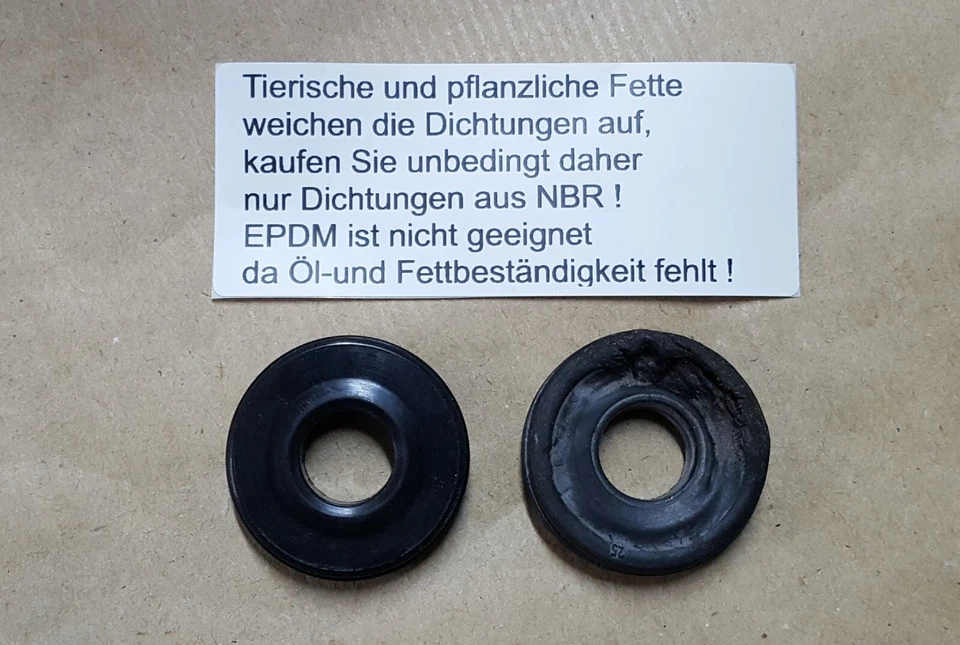 Tierische und pflanzliche Fette
weichen die Dichtungen auf,
kaufen Sie unbedingt daher
nur Dichtungen aus NBR !
EPDM ist nicht geeignet
da Öl-und Fettbeständigkeit fehlt !
25